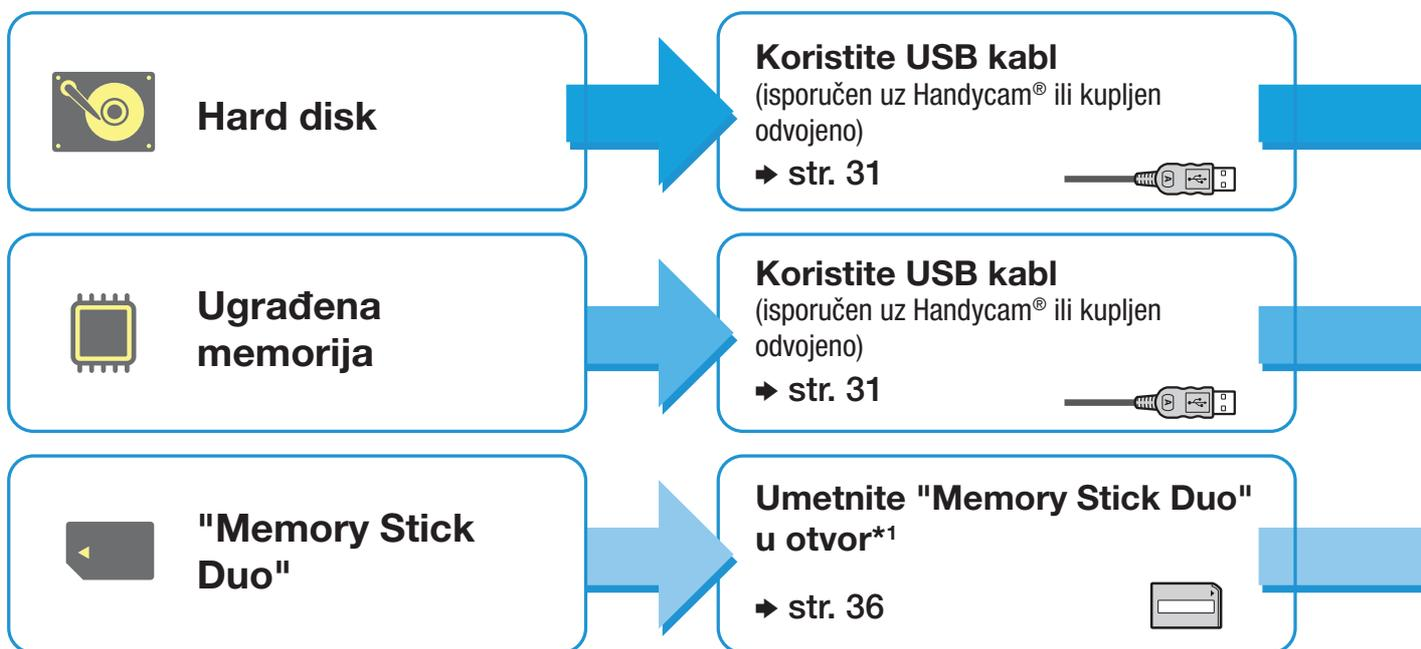 Hard disk
Koristite USB kabl
(isporučen uz Handycam® ili kupljen
odvojeno)
➔ str. 31
Ugrađena
memorija
Koristite USB kabl
(isporučen uz Handycam® ili kupljen
odvojeno)
➔ str. 31
"Memory Stick
Duo"
Umetnite "Memory Stick Duo"
u otvor*1
➔ str. 36